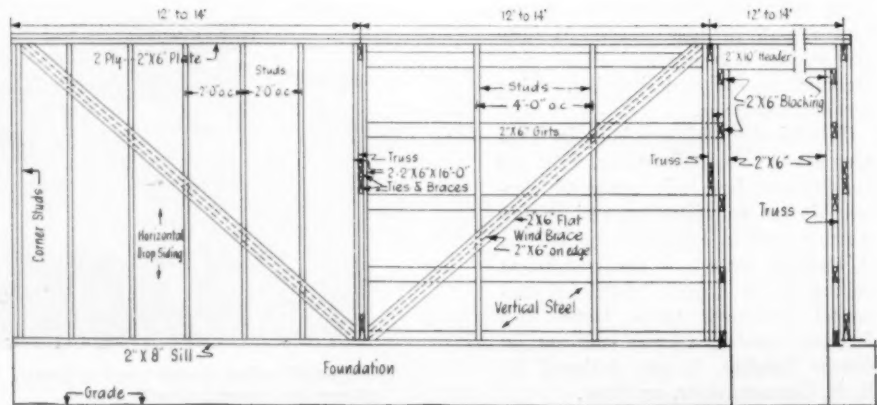 12' to 14'
12' to 14'
12" to 14"
2 Ply - 2"X6" Plate
Studs
2'-0" o.c.
2'-0" o.c.
Studs
4'-0" o.c.
2"X6" Girts
2"X10" Header
2"X6" Blocking
Truss
2-2"X6"X16'-0"
Ties & Braces
Truss
2"X6"
Truss
Corner Studs
Horizontal
Drop Siding
2"X6" Flat
Wind Brace
2"X6" on edge
Vertical Steel
2" X 8" Sill
Foundation
Grade